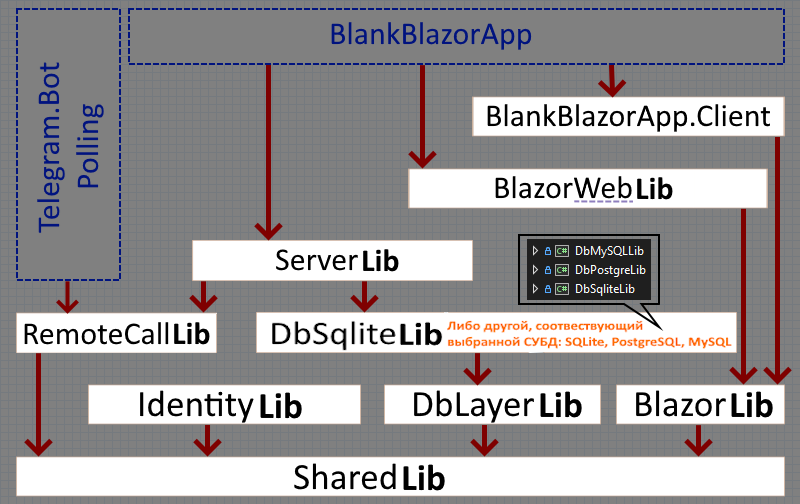 Telegram.Bot
Polling
BlankBlazorApp
BlankBlazorApp.Client
BlazorWebLib
ServerLib
DbMySQLLib
DbPostgreLib
DbSqliteLib
RemoteCallLib
DbSqliteLib
Либо другой, соотвествующий
выбранной СУБД: SQLite, PostgreSQL, MySQL
IdentityLib
DbLayerLib
BlazorLib
SharedLib